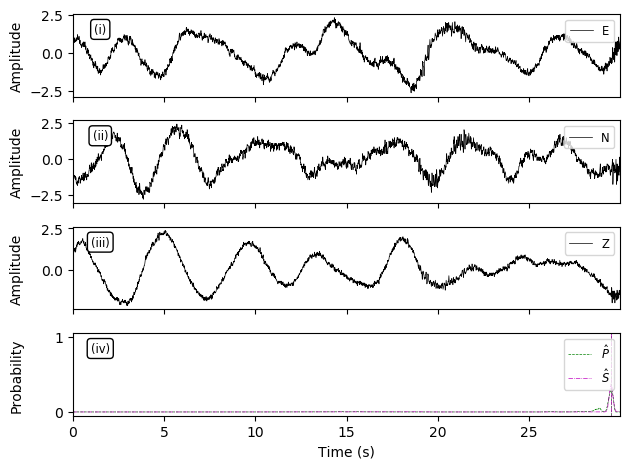 2.5
0.0
−2.5
Amplitude
(i)
E
2.5
0.0
−2.5
Amplitude
(ii)
N
2.5
0.0
Amplitude
(iii)
Z
1
0
Probability
(iv)
P̂
Ŝ
0 5 10 15 20 25
Time (s)